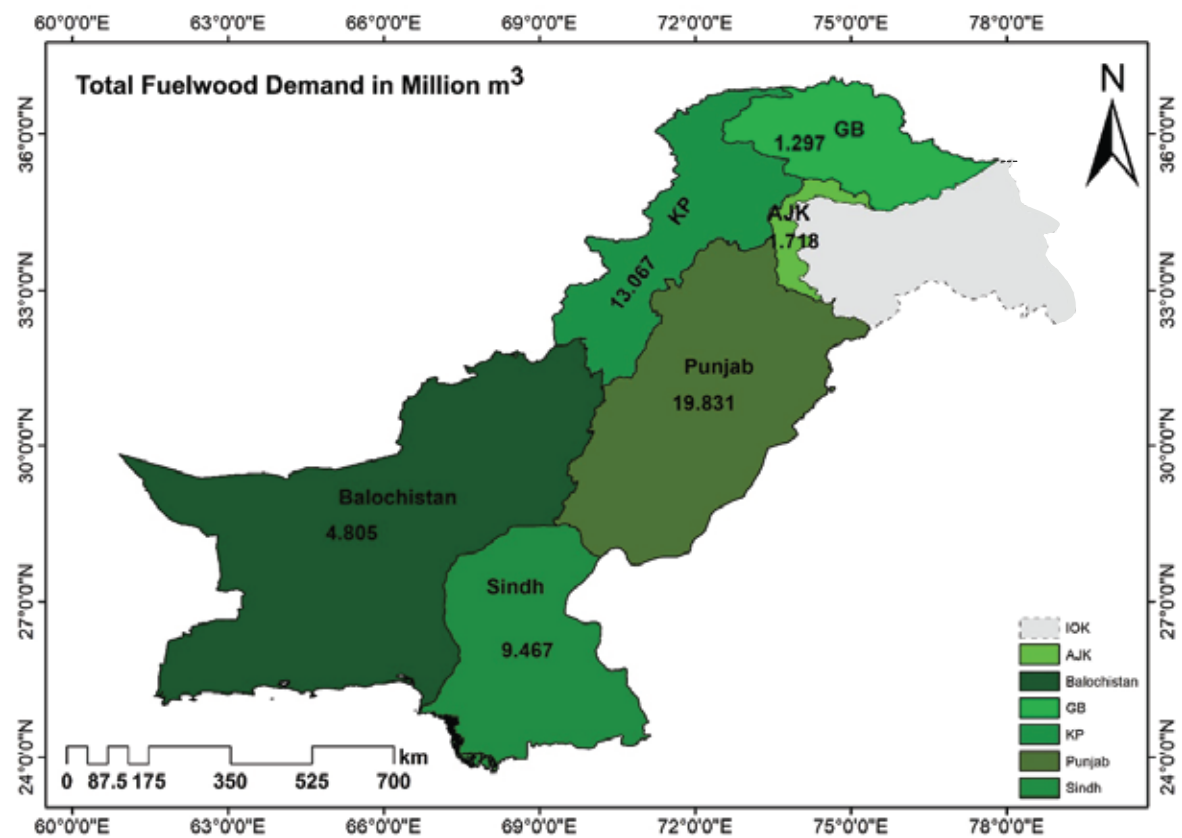 60°0'0"E 63°0'0"E 66°0'0"E 69°0'0"E 72°0'0"E 75°0'0"E 78°0'0"E
Total Fuelwood Demand in Million m³
N
36°0'0"N
33°0'0"N
30°0'0"N
27°0'0"N
24°0'0"N
GB
1.297
KP
13.067
AJK
1.718
Punjab
19.831
Balochistan
4.805
Sindh
9.467
36°0'0"N
33°0'0"N
30°0'0"N
27°0'0"N
24°0'0"N
IOK
AJK
Balochistan
GB
KP
Punjab
Sindh
km
0 87.5 175 350 525 700
60°0'0"E 63°0'0"E 66°0'0"E 69°0'0"E 72°0'0"E 75°0'0"E 78°0'0"E